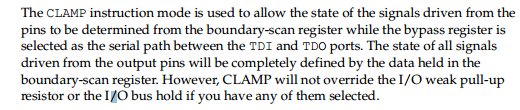 The CLAMP instruction mode is used to allow the state of the signals driven from the
pins to be determined from the boundary-scan register while the bypass register is
selected as the serial path between the TDI and TDO ports. The state of all signals
driven from the output pins will be completely defined by the data held in the
boundary-scan register. However, CLAMP will not override the I/O weak pull-up
resistor or the I/O bus hold if you have any of them selected.